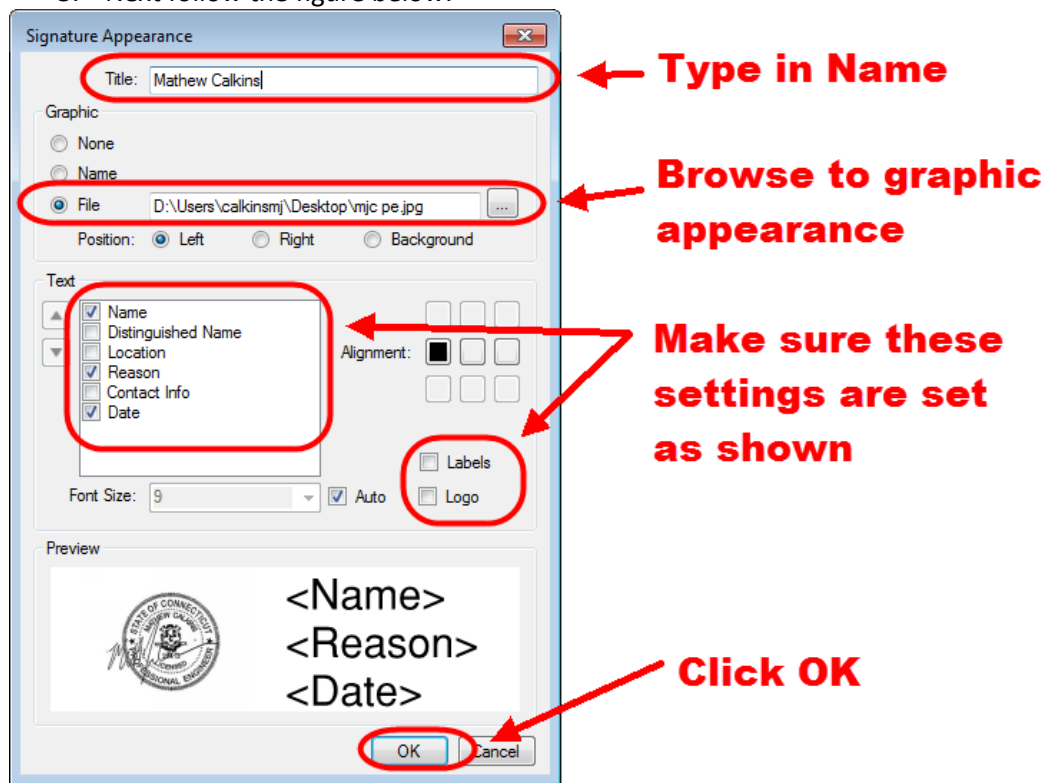 Next follow the figure below.
Signature Appearance
Title: Mathew Calkins
Type in Name
Graphic
None
Name
File D:\Users\calkinsmj\Desktop\mjc pe.jpg ...
Browse to graphic
appearance
Position: Left Right Background
Text
Name
Distinguished Name
Location
Reason
Contact Info
Date
Alignment:
Make sure these
settings are set
as shown
Labels
Font Size: 9 Auto Logo
Preview
STATE OF CONNECTICUT
MATHEW CALKINS
LICENSED
PROFESSIONAL ENGINEER
<Name>
<Reason>
<Date>
Click OK
OK Cancel